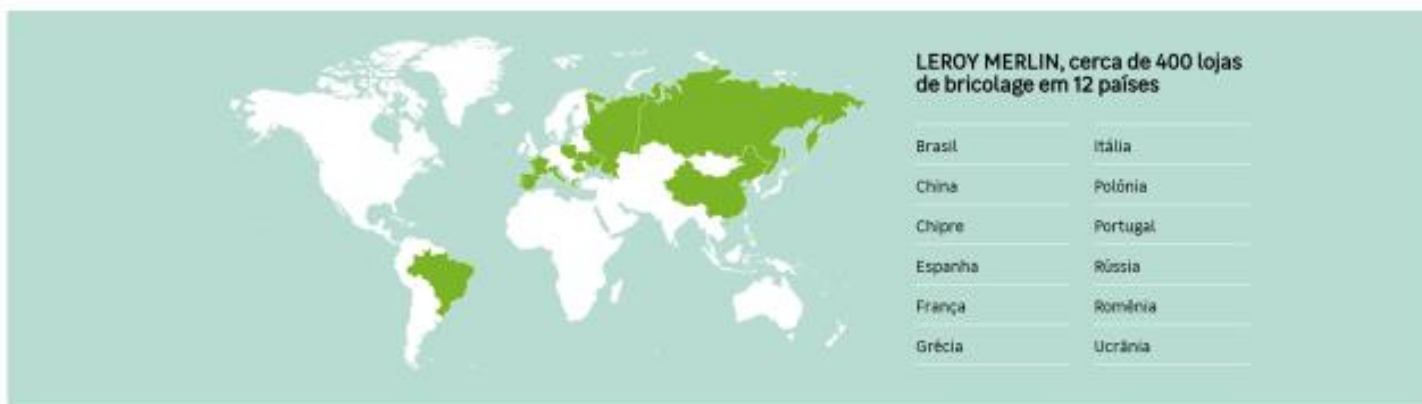 LEROY MERLIN, cerca de 400 lojas
de bricolage em 12 países
Brasil
China
Chipre
Espanha
França
Grécia
Itália
Polônia
Portugal
Rússia
Romênia
Ucrânia